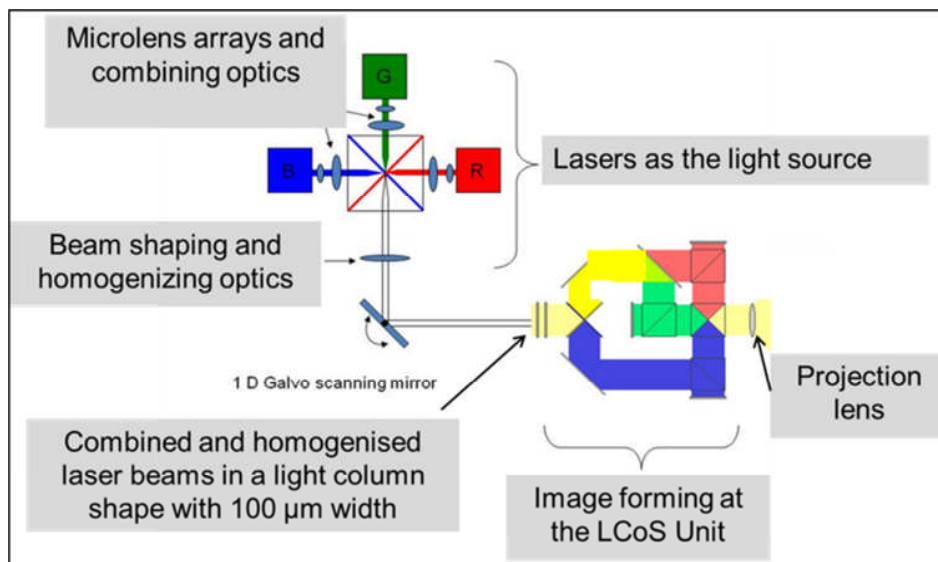 Microlens arrays and
combining optics
G
B
R
Lasers as the light source
Beam shaping and
homogenizing optics
1 D Galvo scanning mirror
Projection
lens
Combined and homogenised
laser beams in a light column
shape with 100 µm width
Image forming at
the LCoS Unit